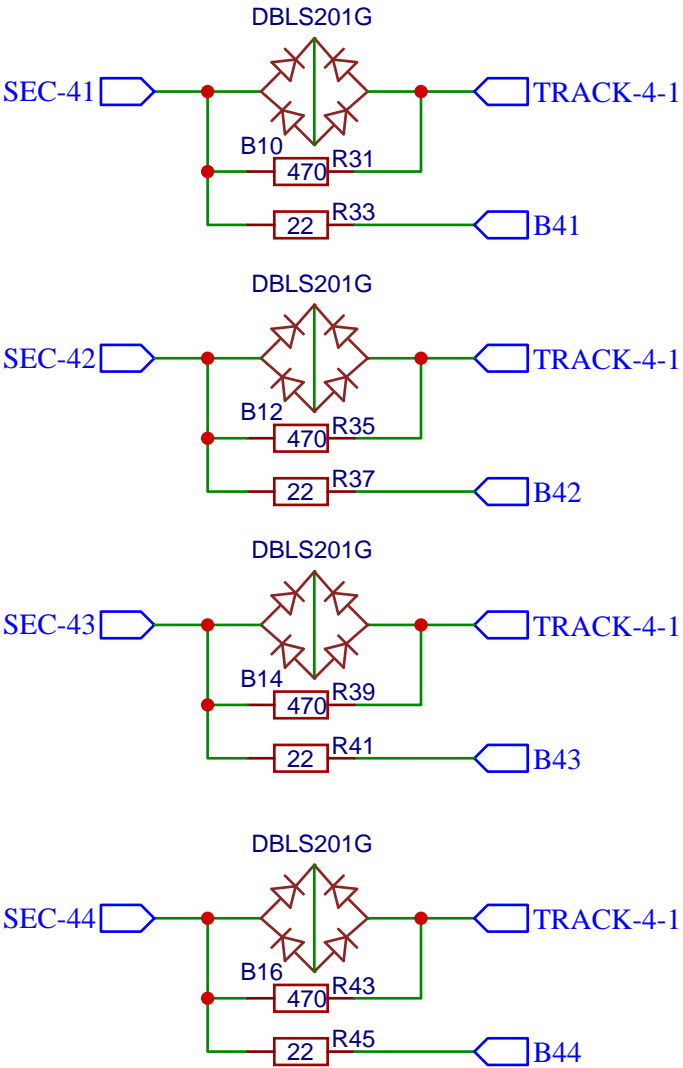 DBLS201G
SEC-41 TRACK-4-1
B10 R31
470
R33
22 B41
DBLS201G
SEC-42 TRACK-4-1
B12 R35
470
R37
22 B42
DBLS201G
SEC-43 TRACK-4-1
B14 R39
470
R41
22 B43
DBLS201G
SEC-44 TRACK-4-1
B16 R43
470
R45
22 B44